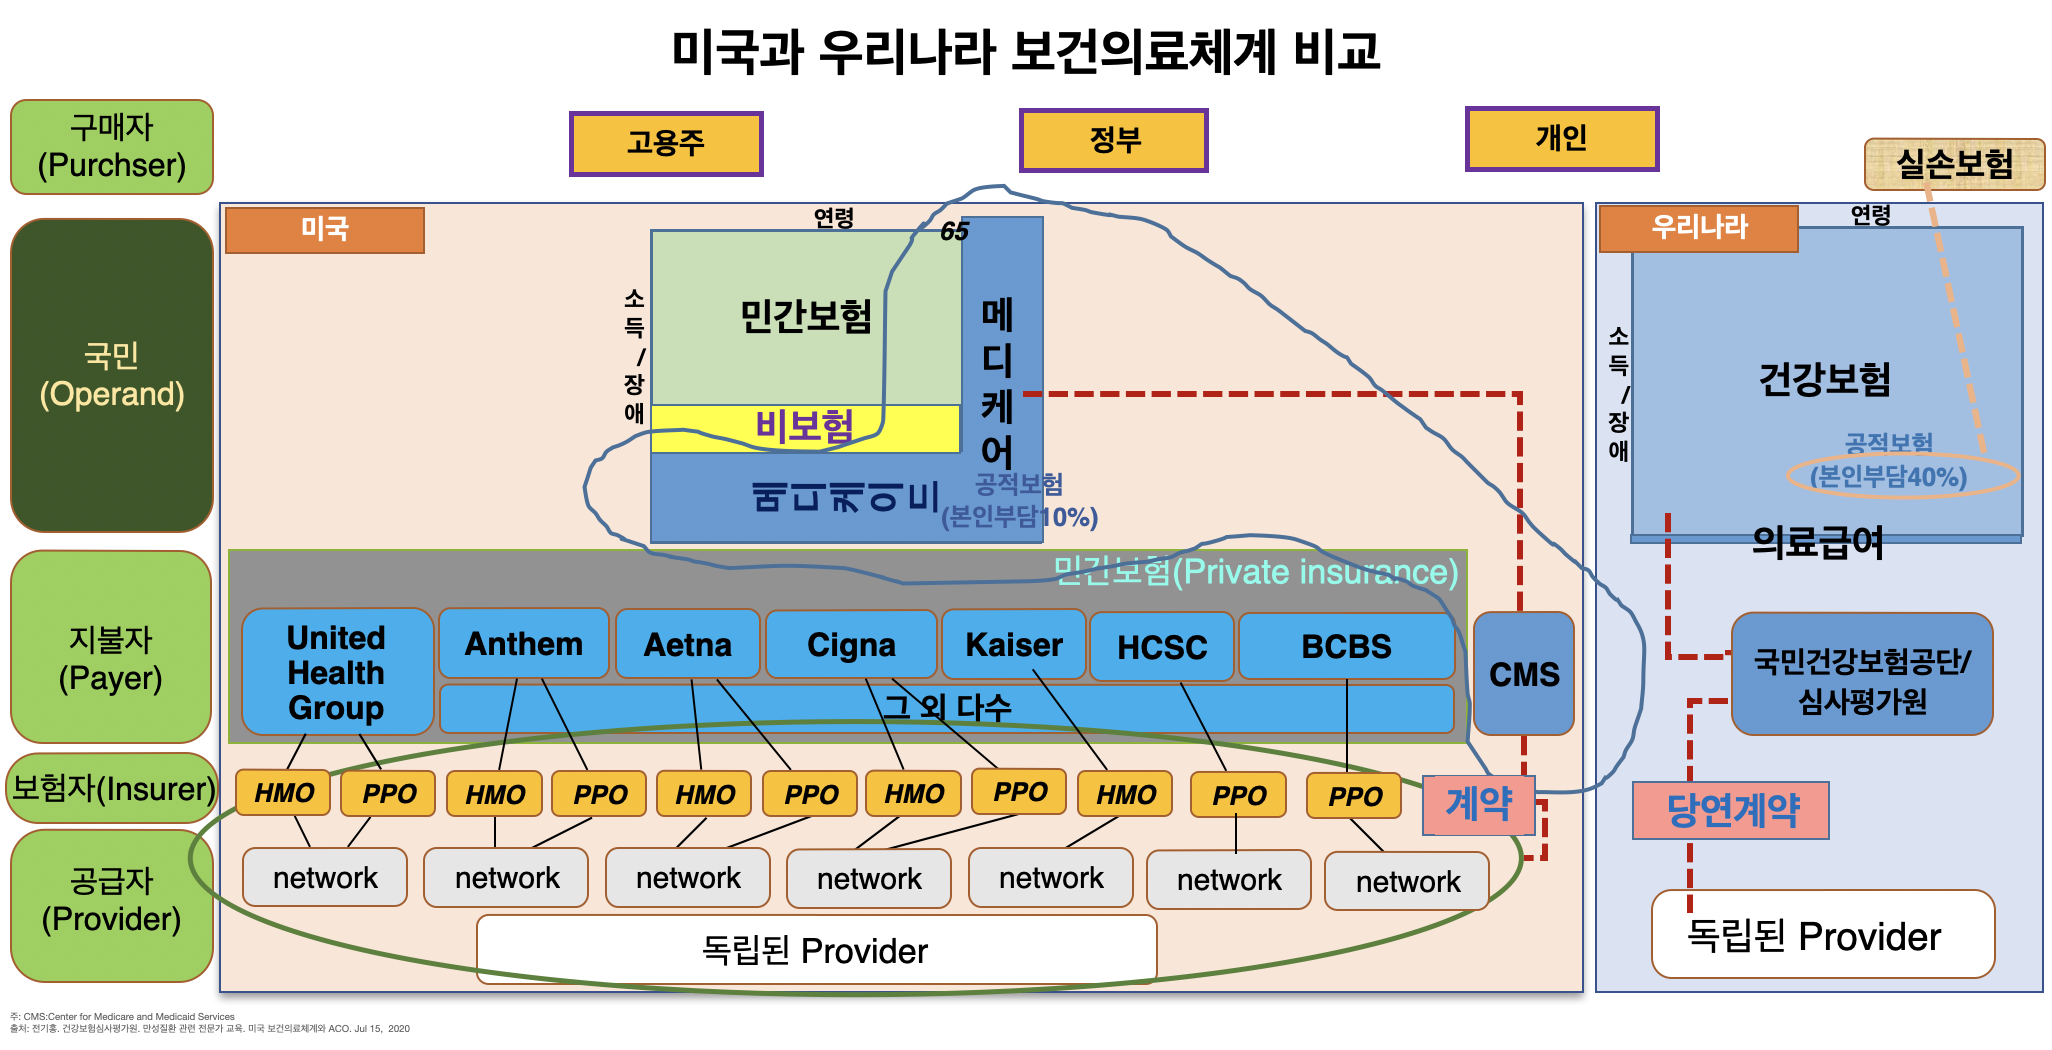 미국과 우리나라 보건의료체계 비교
구매자
(Purchser)
고용주
정부
개인
실손보험
국민
(Operand)
미국
연령
65
소
득
/
장
애
민간보험
비보험
메
디
케
어
메디케이드
공적보험
(본인부담10%)
우리나라
연령
소
득
/
장
애
건강보험
공적보험
(본인부담40%)
의료급여
지불자
(Payer)
민간보험(Private insurance)
United
Health
Group
Anthem
Aetna
Cigna
Kaiser
HCSC
BCBS
그 외 다수
CMS
국민건강보험공단/
심사평가원
보험자(Insurer)
HMO
PPO
HMO
PPO
HMO
PPO
HMO
PPO
HMO
PPO
PPO
계약
당연계약
공급자
(Provider)
network
network
network
network
network
network
network
독립된 Provider
독립된 Provider
주: CMS:Center for Medicare and Medicaid Services
출처: 전기홍. 건강보험심사평가원. 만성질환 관련 전문가 교육. 미국 보건의료체계와 ACO. Jul 15, 2020